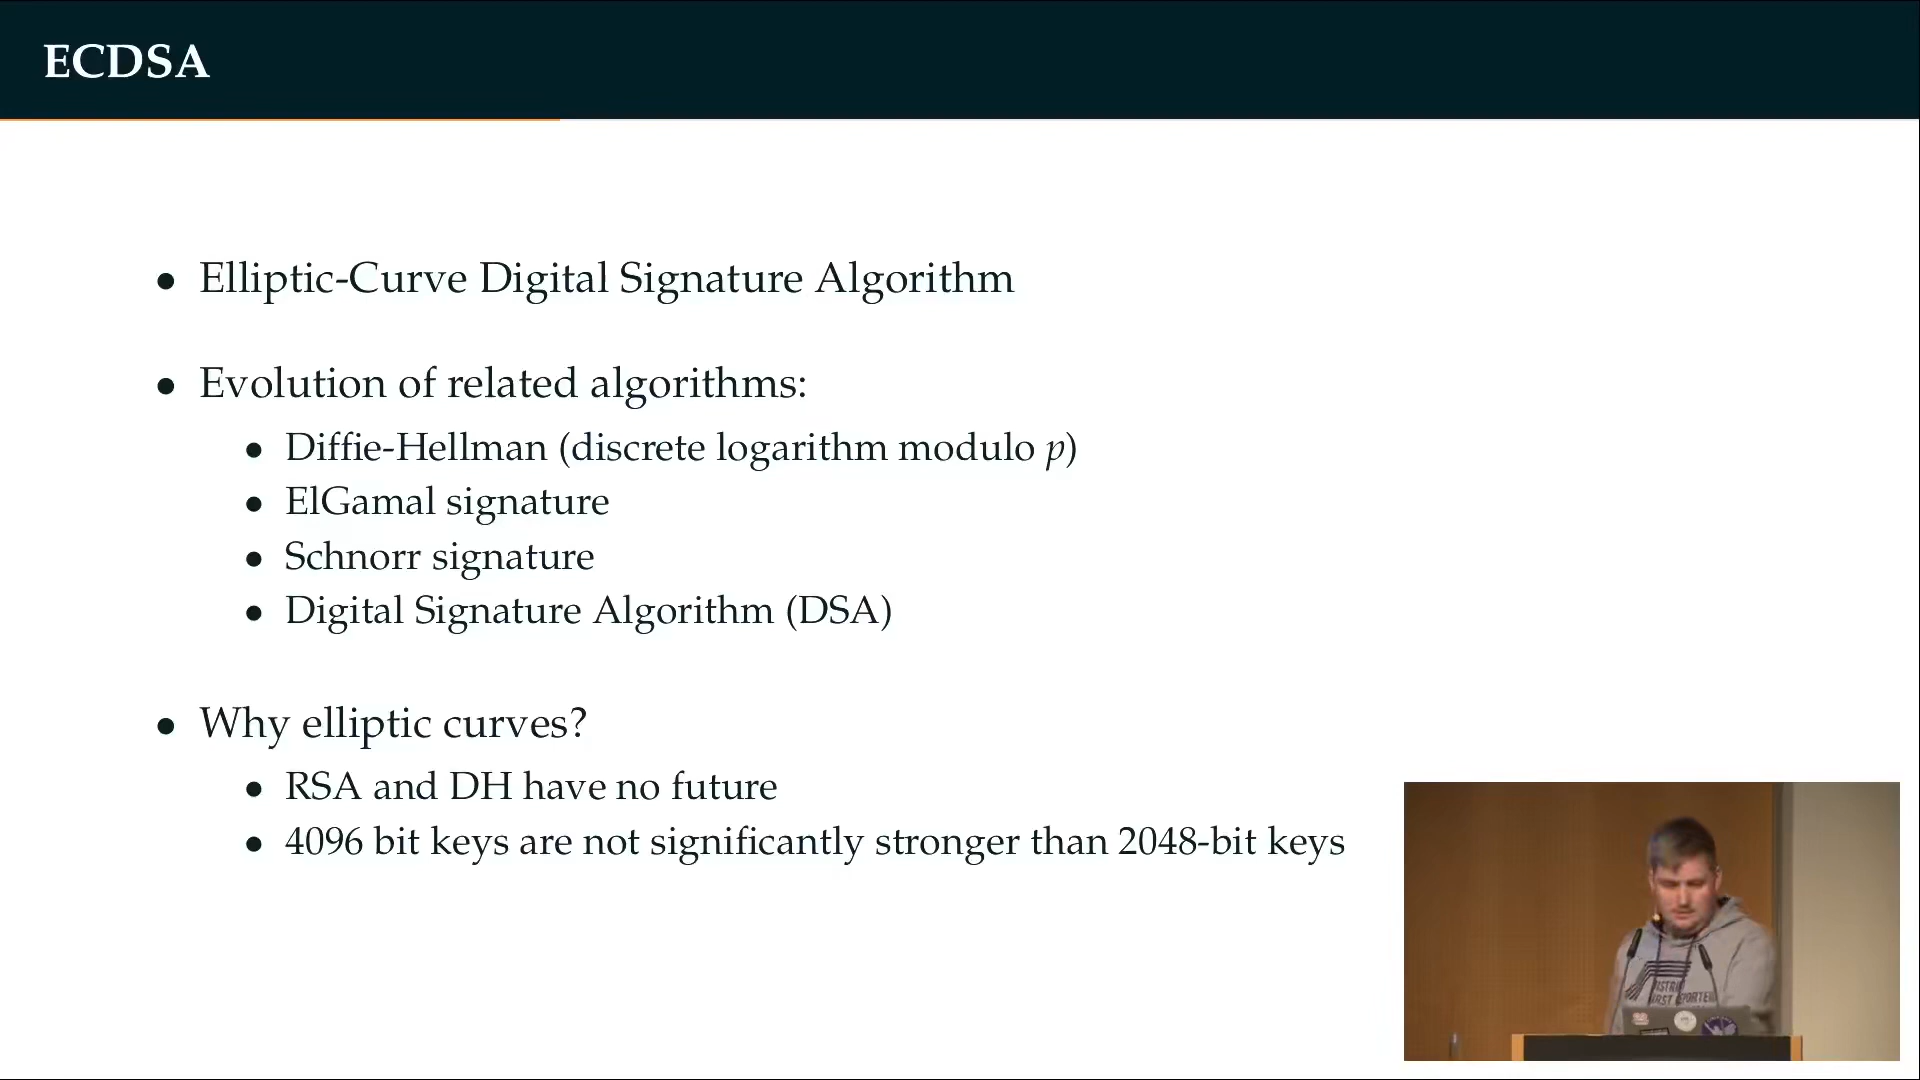 ECDSA
• Elliptic-Curve Digital Signature Algorithm
• Evolution of related algorithms:
• Diffie-Hellman (discrete logarithm modulo p)
• ElGamal signature
• Schnorr signature
• Digital Signature Algorithm (DSA)
• Why elliptic curves?
• RSA and DH have no future
• 4096 bit keys are not significantly stronger than 2048-bit keys